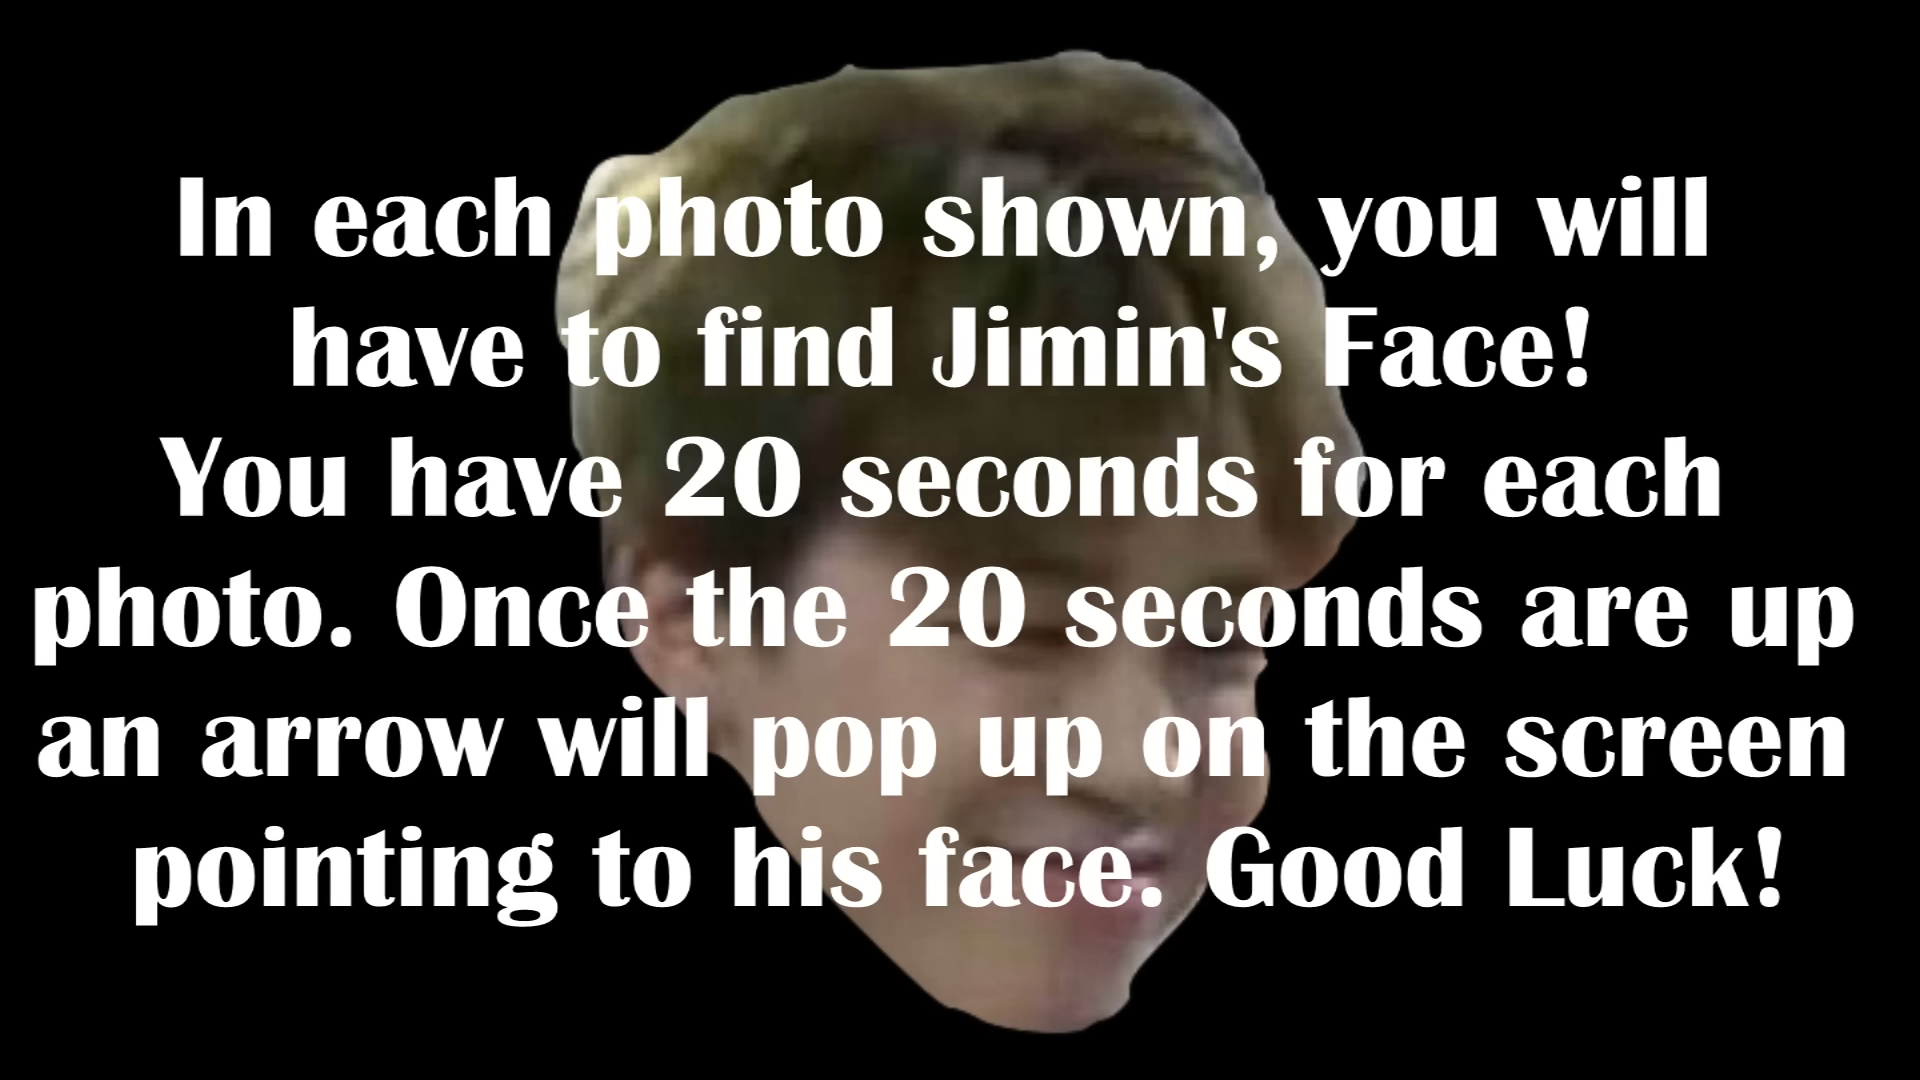 In each photo shown, you will
have to find Jimin's Face!
You have 20 seconds for each
photo. Once the 20 seconds are up
an arrow will pop up on the screen
pointing to his face. Good Luck!